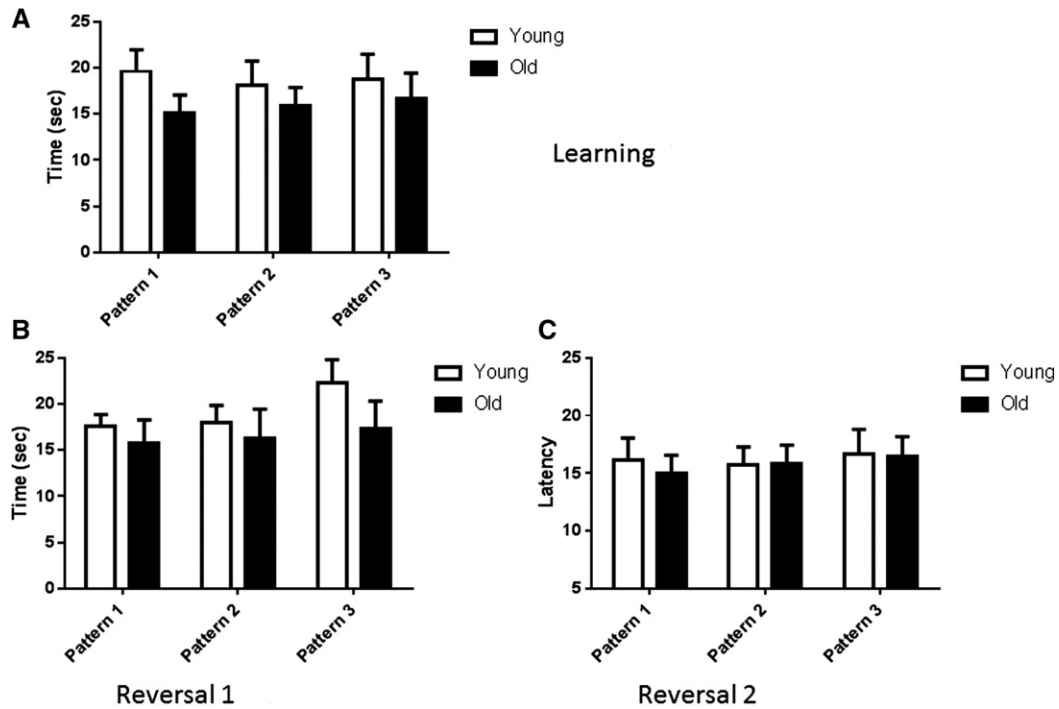 A
Time (sec)
25
20
15
10
5
0
Pattern 1
Pattern 2
Pattern 3
Young
Old
Learning
B
Time (sec)
25
20
15
10
5
0
Pattern 1
Pattern 2
Pattern 3
Young
Old
Reversal 1
C
Latency
25
20
15
10
5
Pattern 1
Pattern 2
Pattern 3
Young
Old
Reversal 2